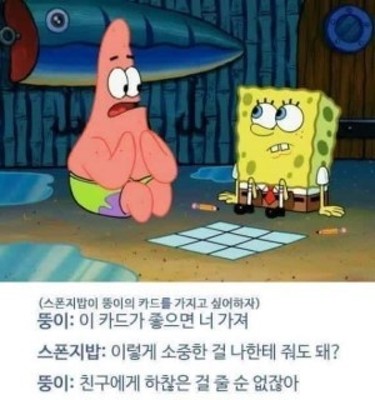 (스폰지밥이 뚱이의 카드를 가지고 싶어하자)
뚱이: 이 카드가 좋으면 너 가져
스폰지밥: 이렇게 소중한 걸 나한테 줘도 돼?
뚱이: 친구에게 하찮은 걸 줄 순 없잖아